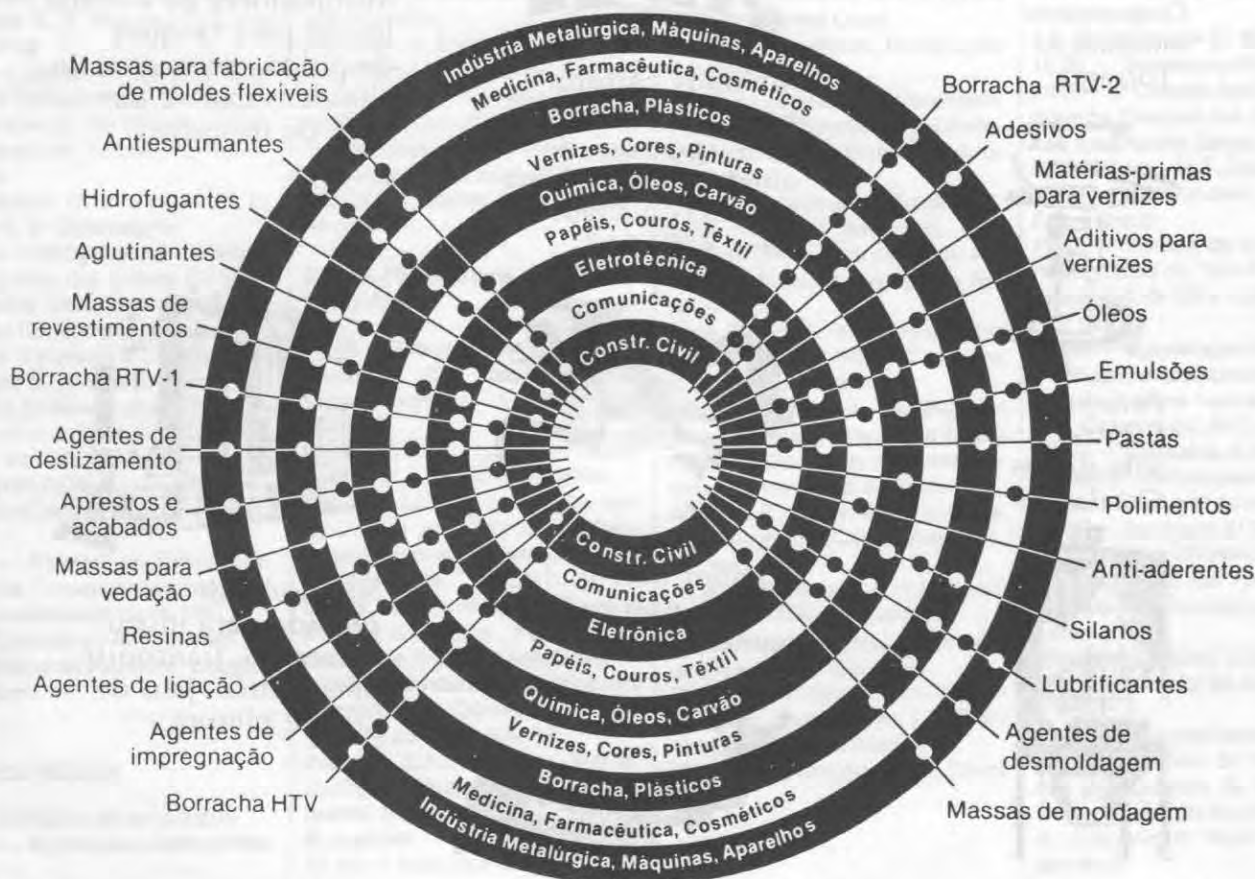 Indústria Metalúrgica, Máquinas, Aparelhos
Medicina, Farmacêutica, Cosméticos
Borracha, Plásticos
Vernizes, Cores, Pinturas
Química, Óleos, Carvão
Papéis, Couros, Têxtil
Eletrotécnica
Comunicações
Constr. Civil
Massas para fabricação
de moldes flexíveis
Antiespumantes
Hidrofugantes
Aglutinantes
Massas de
revestimentos
Borracha RTV-1
Agentes de
deslizamento
Aprestos e
acabados
Massas para
vedação
Resinas
Agentes de ligação
Agentes de
impregnação
Borracha HTV
Borracha RTV-2
Adesivos
Matérias-primas
para vernizes
Aditivos para
vernizes
Óleos
Emulsões
Pastas
Polimentos
Anti-aderentes
Silanos
Lubrificantes
Agentes de
desmoldagem
Massas de moldagem
Constr. Civil
Comunicações
Eletrônica
Papéis, Couros, Têxtil
Química, Óleos, Carvão
Vernizes, Cores, Pinturas
Borracha, Plásticos
Medicina, Farmacêutica, Cosméticos
Indústria Metalúrgica, Máquinas, Aparelhos